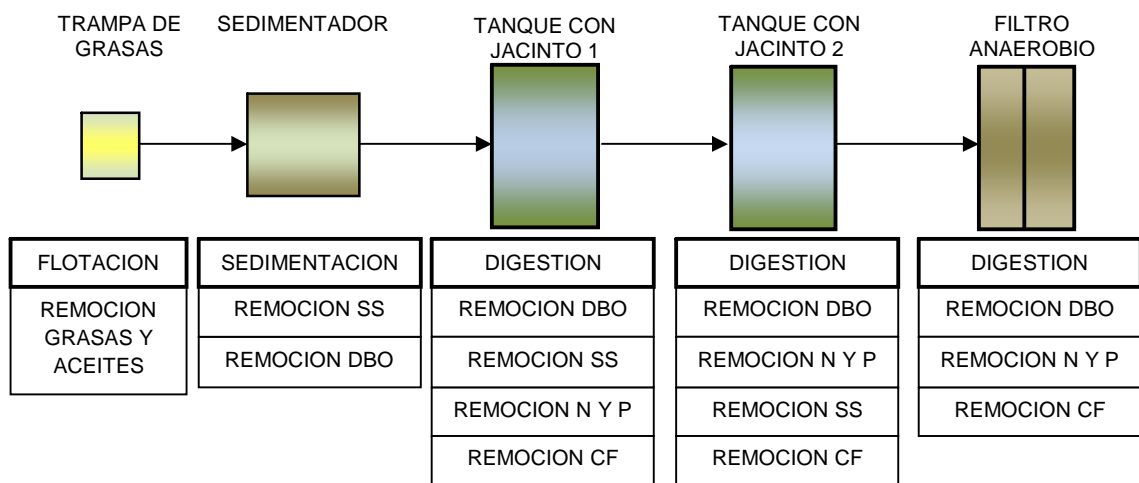 TRAMPA DE
GRASAS
SEDIMENTADOR
TANQUE CON
JACINTO 1
TANQUE CON
JACINTO 2
FILTRO
ANAEROBIO
FLOTACION
REMOCION
GRASAS Y
ACEITES
SEDIMENTACION
REMOCION SS
REMOCION DBO
DIGESTION
REMOCION DBO
REMOCION SS
REMOCION N Y P
REMOCION CF
DIGESTION
REMOCION DBO
REMOCION N Y P
REMOCION SS
REMOCION CF
DIGESTION
REMOCION DBO
REMOCION N Y P
REMOCION CF